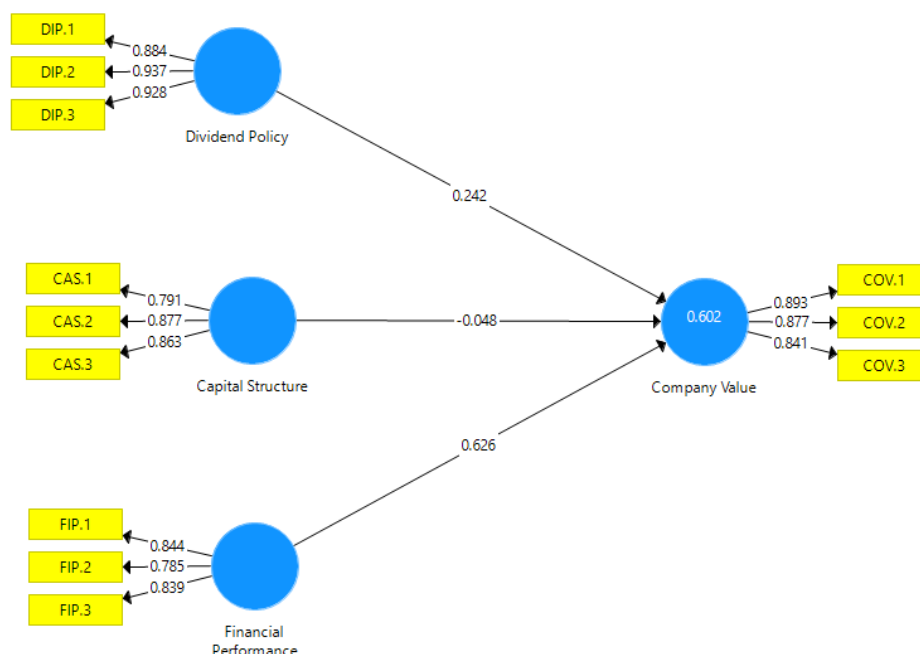 DIP.1
0.884
DIP.2
0.937
DIP.3
0.928
Dividend Policy
0.242
CAS.1
0.791
CAS.2
0.877
CAS.3
0.863
Capital Structure
-0.048
0.602
Company Value
0.893
COV.1
0.877
COV.2
0.841
COV.3
0.626
FIP.1
0.844
FIP.2
0.785
FIP.3
0.839
Financial
Performance